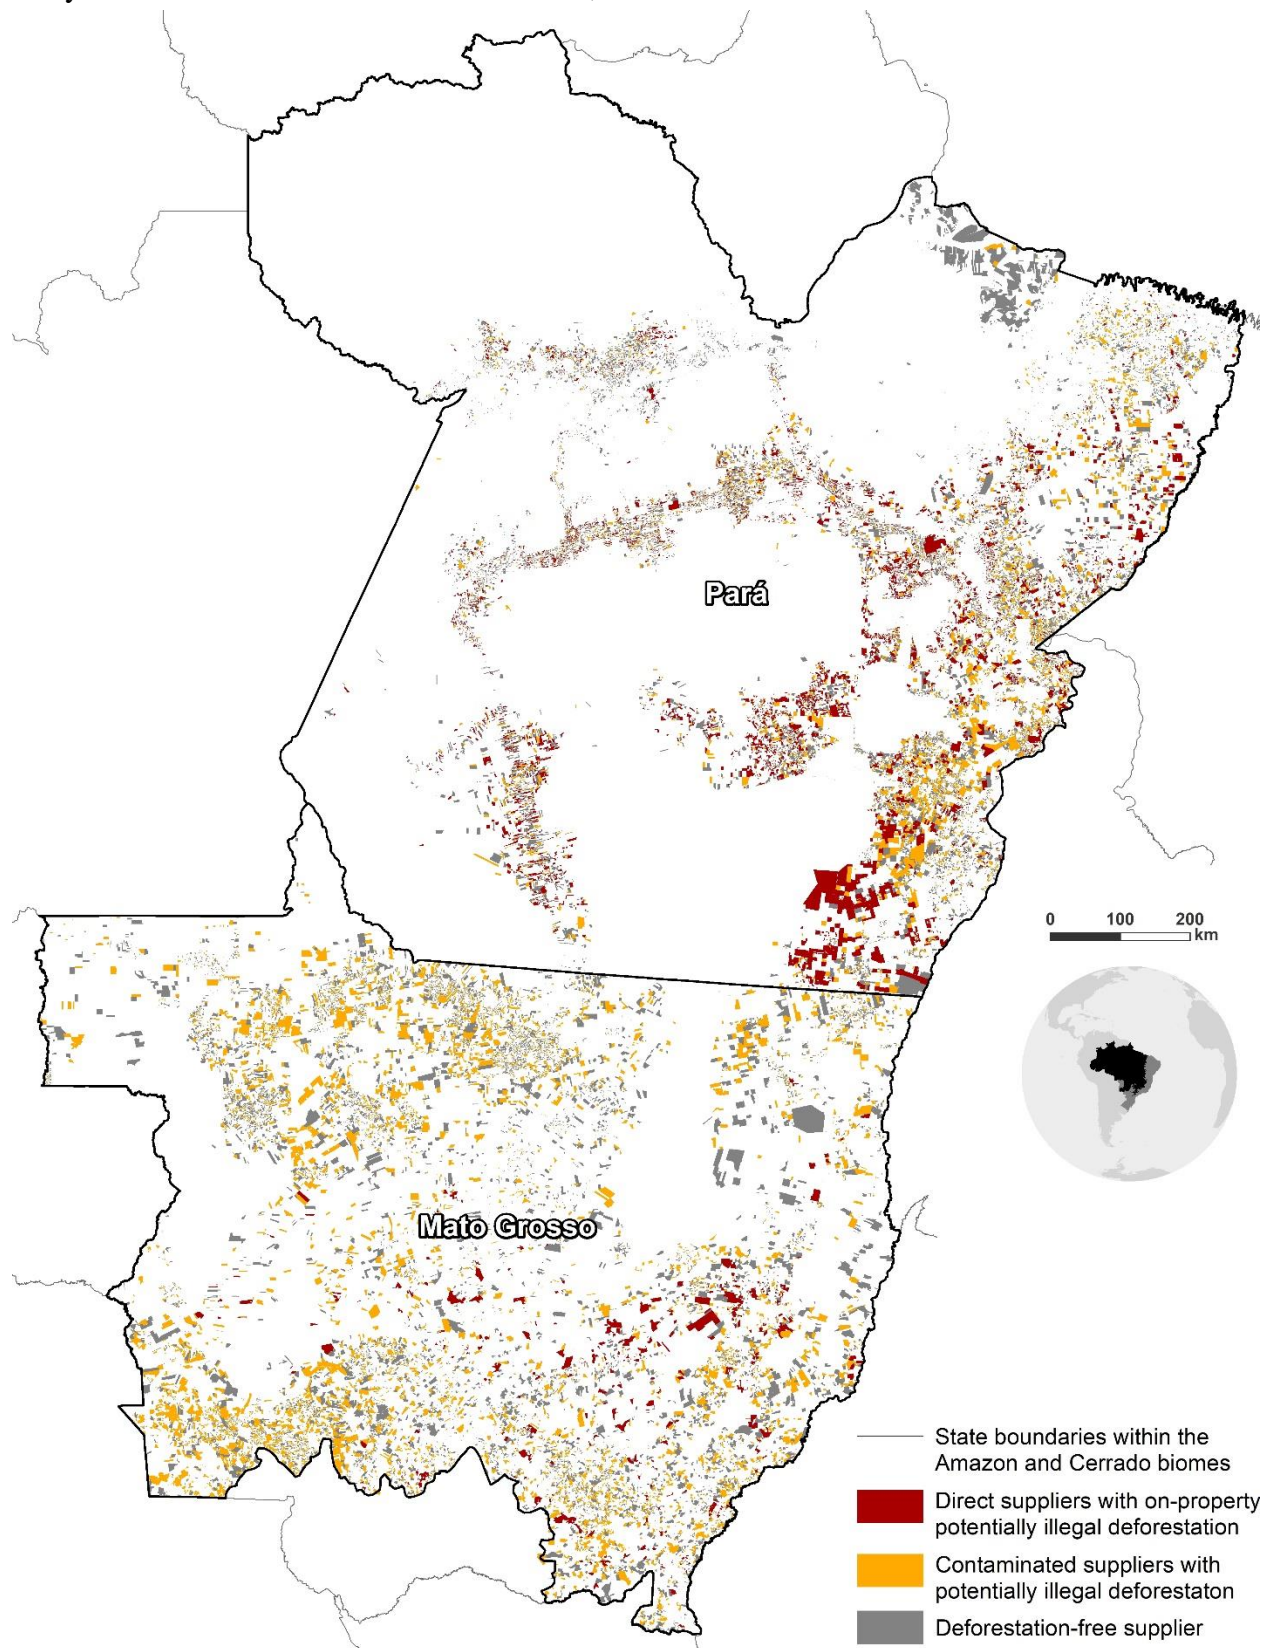 Pará
0 100 200
km
Mato Grosso
State boundaries within the
Amazon and Cerrado biomes
Direct suppliers with on-property
potentially illegal deforestation
Contaminated suppliers with
potentially illegal deforestaton
Deforestation-free supplier